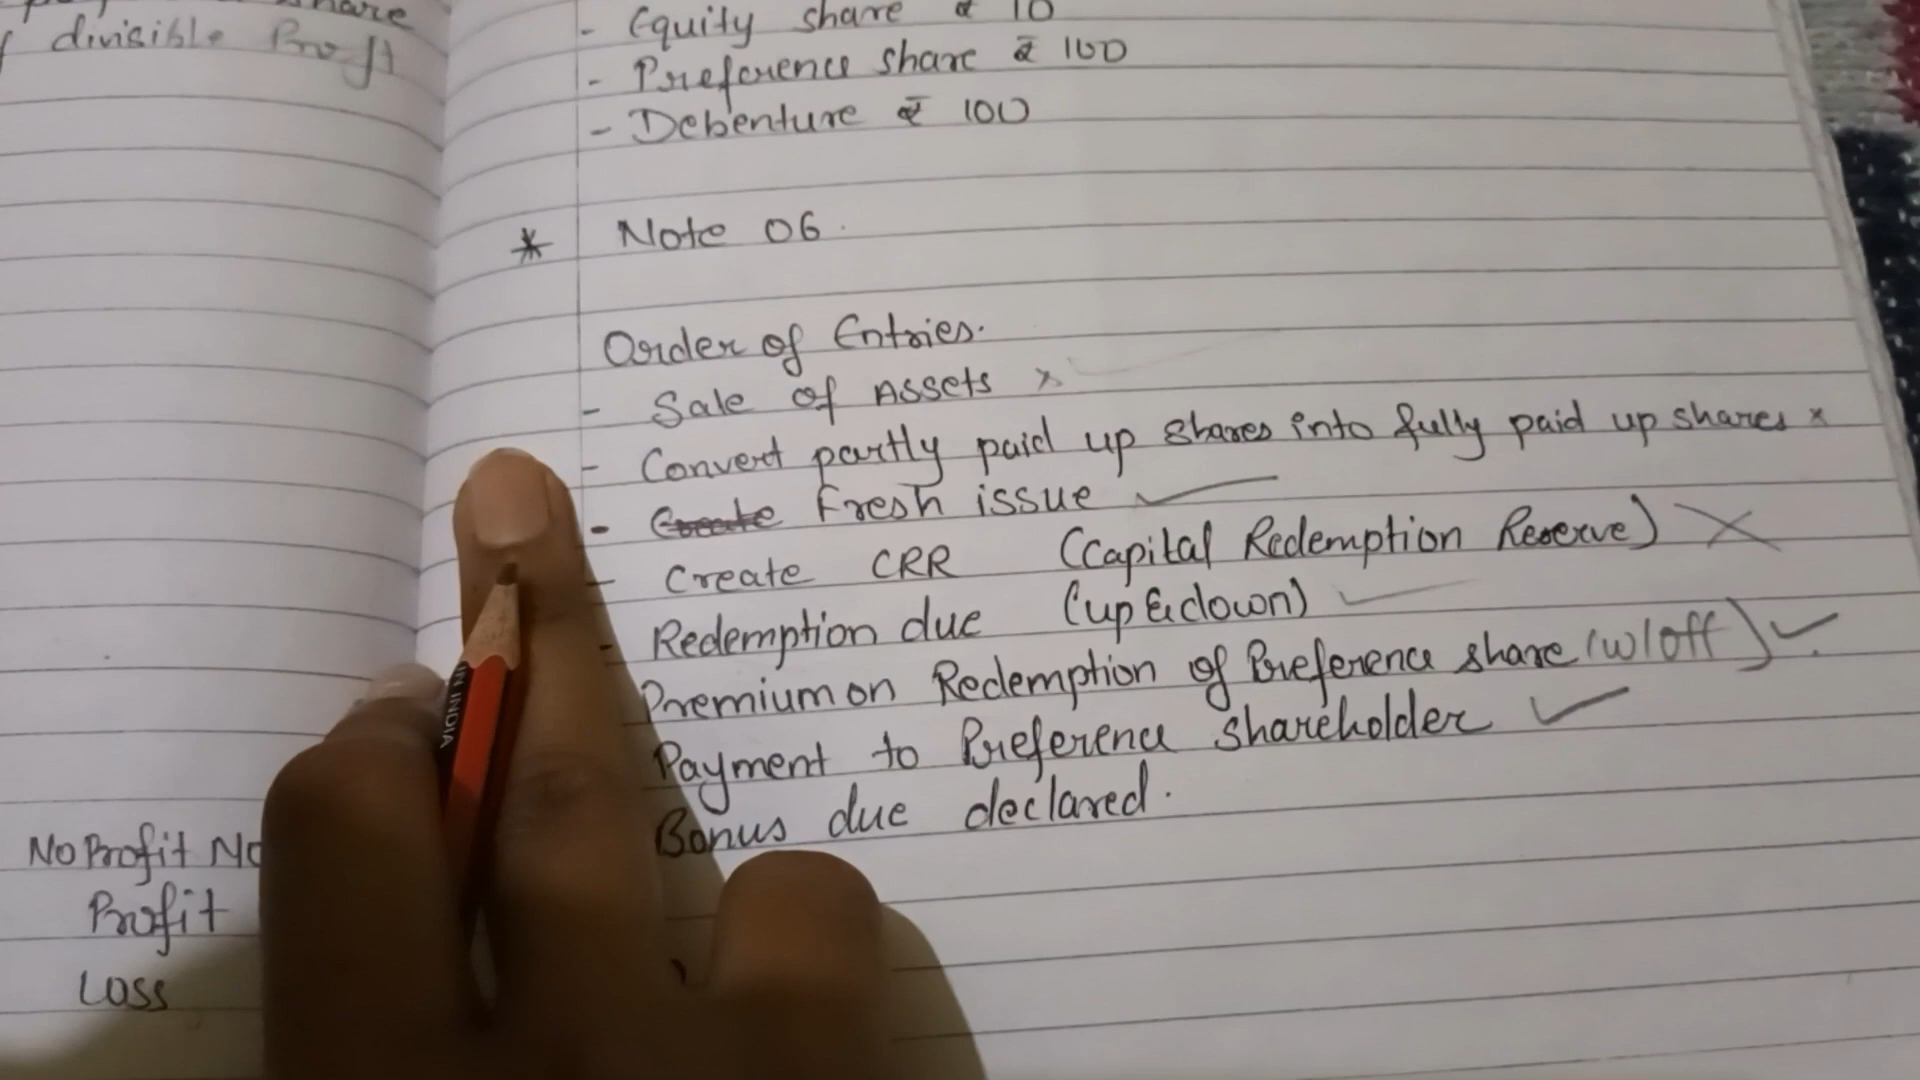 share
divisible Profit
No Profit No
Profit
Loss
- Equity share ₹ 10
- Preference share ₹ 100
- Debenture ₹ 100
* Note 06.
Order of Entries.
- Sale of Assets x
- Convert partly paid up shares into fully paid up shares x
- Create Fresh issue ✓
- Create CRR (Capital Redemption Reserve) X
- Redemption due (up & down) ✓
Premium on Redemption of Preference share (w/off) ✓
Payment to Preference shareholder ✓
Bonus due declared.
IN INDIA